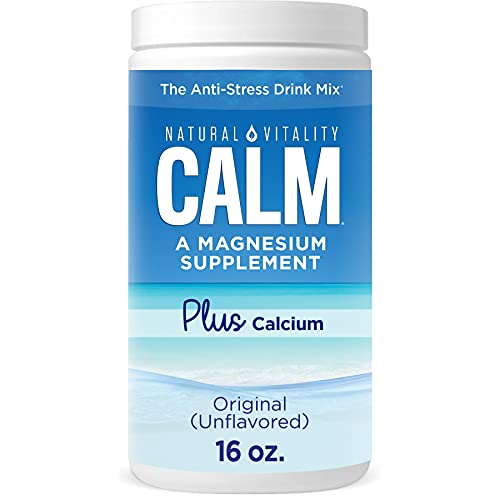 The Anti-Stress Drink Mix*
NATURAL VITALITY
CALM®
A MAGNESIUM
SUPPLEMENT
Plus Calcium
Original
(Unflavored)
16 oz.